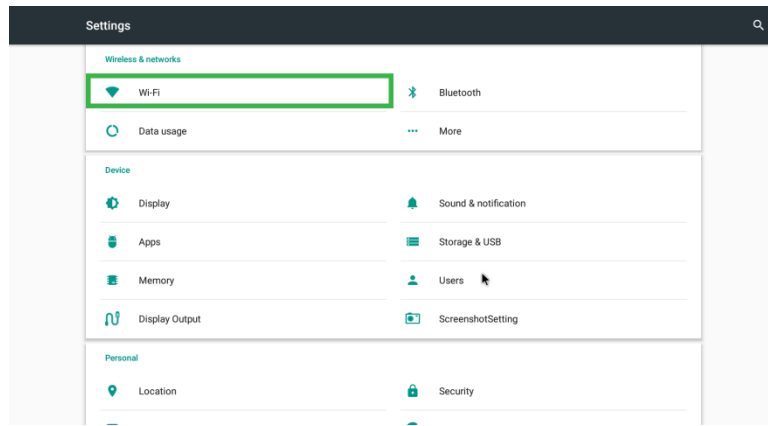 Settings
Wireless & networks
Wi-Fi
Bluetooth
Data usage
More
Device
Display
Sound & notification
Apps
Storage & USB
Memory
Users
Display Output
ScreenshotSetting
Personal
Location
Security